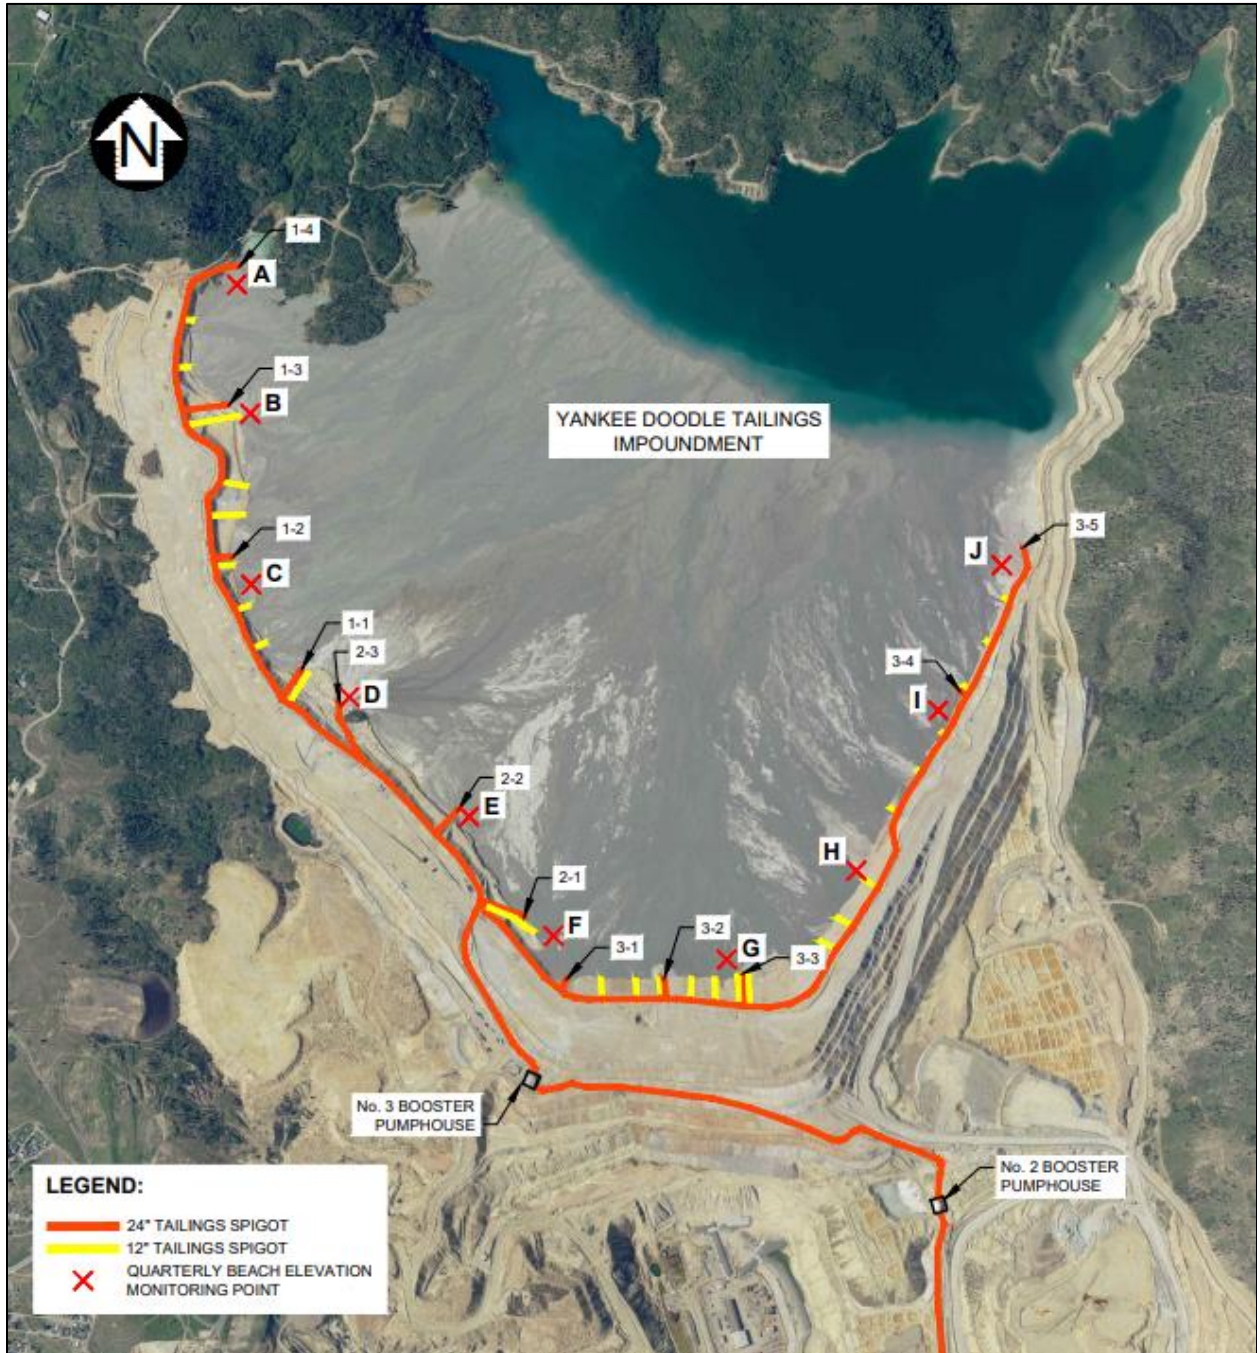 N
1-4
A
1-3
B
YANKEE DOODLE TAILINGS
IMPOUNDMENT
1-2
C
3-5
J
1-1
2-3
D
3-4
I
2-2
E
H
2-1
F
3-1
3-2
G
3-3
No. 3 BOOSTER
PUMPHOUSE
No. 2 BOOSTER
PUMPHOUSE
LEGEND:
24" TAILINGS SPIGOT
12" TAILINGS SPIGOT
QUARTERLY BEACH ELEVATION
MONITORING POINT